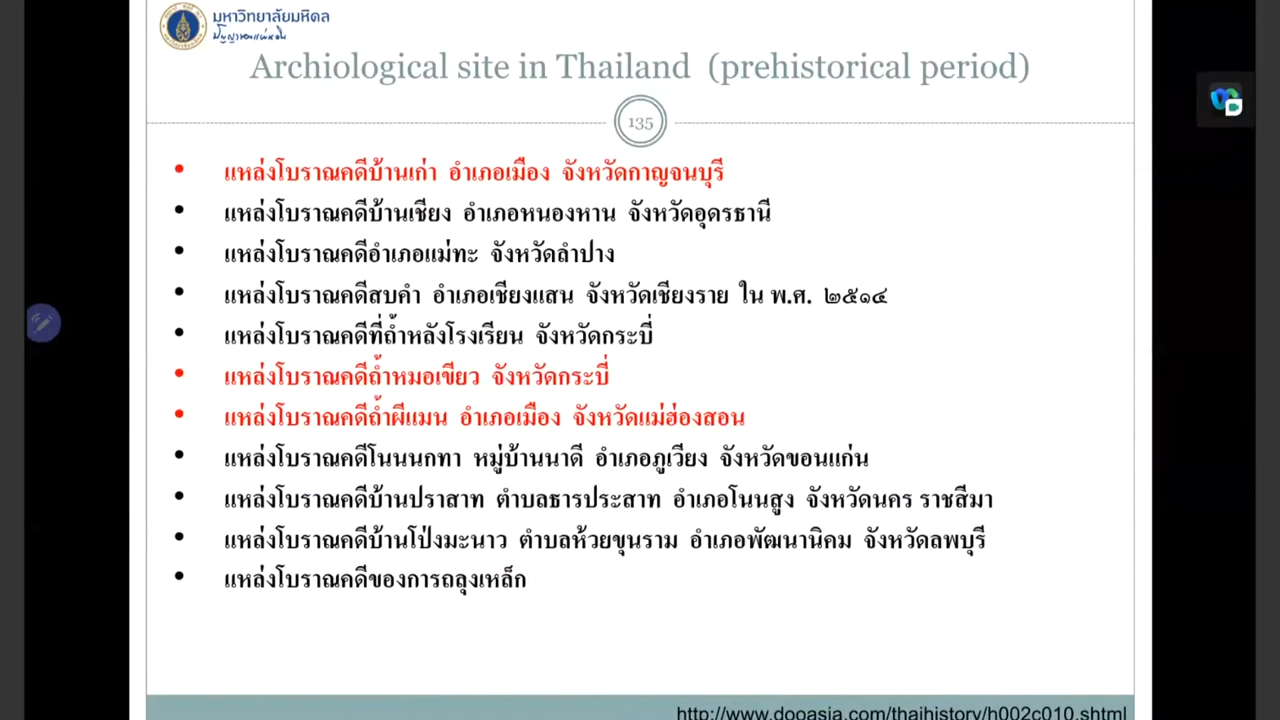 มหาวิทยาลัยมหิดล
ปัญญาของแผ่นดิน
Archiological site in Thailand (prehistorical period)
135
• แหล่งโบราณคดีบ้านเก่า อำเภอเมือง จังหวัดกาญจนบุรี
• แหล่งโบราณคดีบ้านเชียง อำเภอหนองหาน จังหวัดอุดรธานี
• แหล่งโบราณคดีอำเภอแม่ทะ จังหวัดลำปาง
• แหล่งโบราณคดีสบคำ อำเภอเชียงแสน จังหวัดเชียงราย ใน พ.ศ. ๒๕๑๔
• แหล่งโบราณคดีที่ถ้ำหลังโรงเรียน จังหวัดกระบี่
• แหล่งโบราณคดีถ้ำหมอเขียว จังหวัดกระบี่
• แหล่งโบราณคดีถ้ำผีแมน อำเภอเมือง จังหวัดแม่ฮ่องสอน
• แหล่งโบราณคดีโนนนกทา หมู่บ้านนาดี อำเภอภูเวียง จังหวัดขอนแก่น
• แหล่งโบราณคดีบ้านปราสาท ตำบลธารประสาท อำเภอโนนสูง จังหวัดนคร ราชสีมา
• แหล่งโบราณคดีบ้านโป่งมะนาว ตำบลห้วยขุนราม อำเภอพัฒนานิคม จังหวัดลพบุรี
• แหล่งโบราณคดีของการถลุงเหล็ก
http://www.dooasia.com/thaihistory/h002c010.shtml